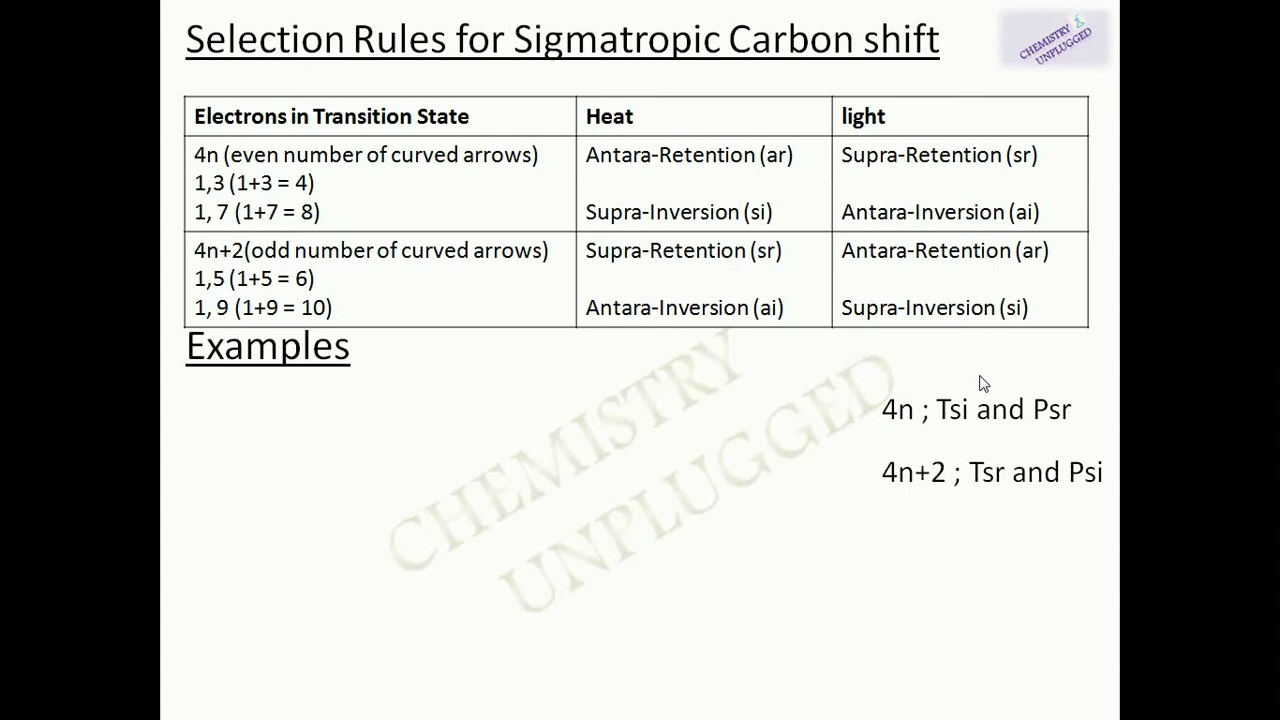 Selection Rules for Sigmatropic Carbon shift
CHEMISTRY
UNPLUGGED
Electrons in Transition State Heat light
4n (even number of curved arrows) Antara-Retention (ar) Supra-Retention (sr)
1,3 (1+3 = 4)
1, 7 (1+7 = 8) Supra-Inversion (si) Antara-Inversion (ai)
4n+2(odd number of curved arrows) Supra-Retention (sr) Antara-Retention (ar)
1,5 (1+5 = 6)
1, 9 (1+9 = 10) Antara-Inversion (ai) Supra-Inversion (si)
Examples
4n ; Tsi and Psr
4n+2 ; Tsr and Psi
CHEMISTRY
UNPLUGGED